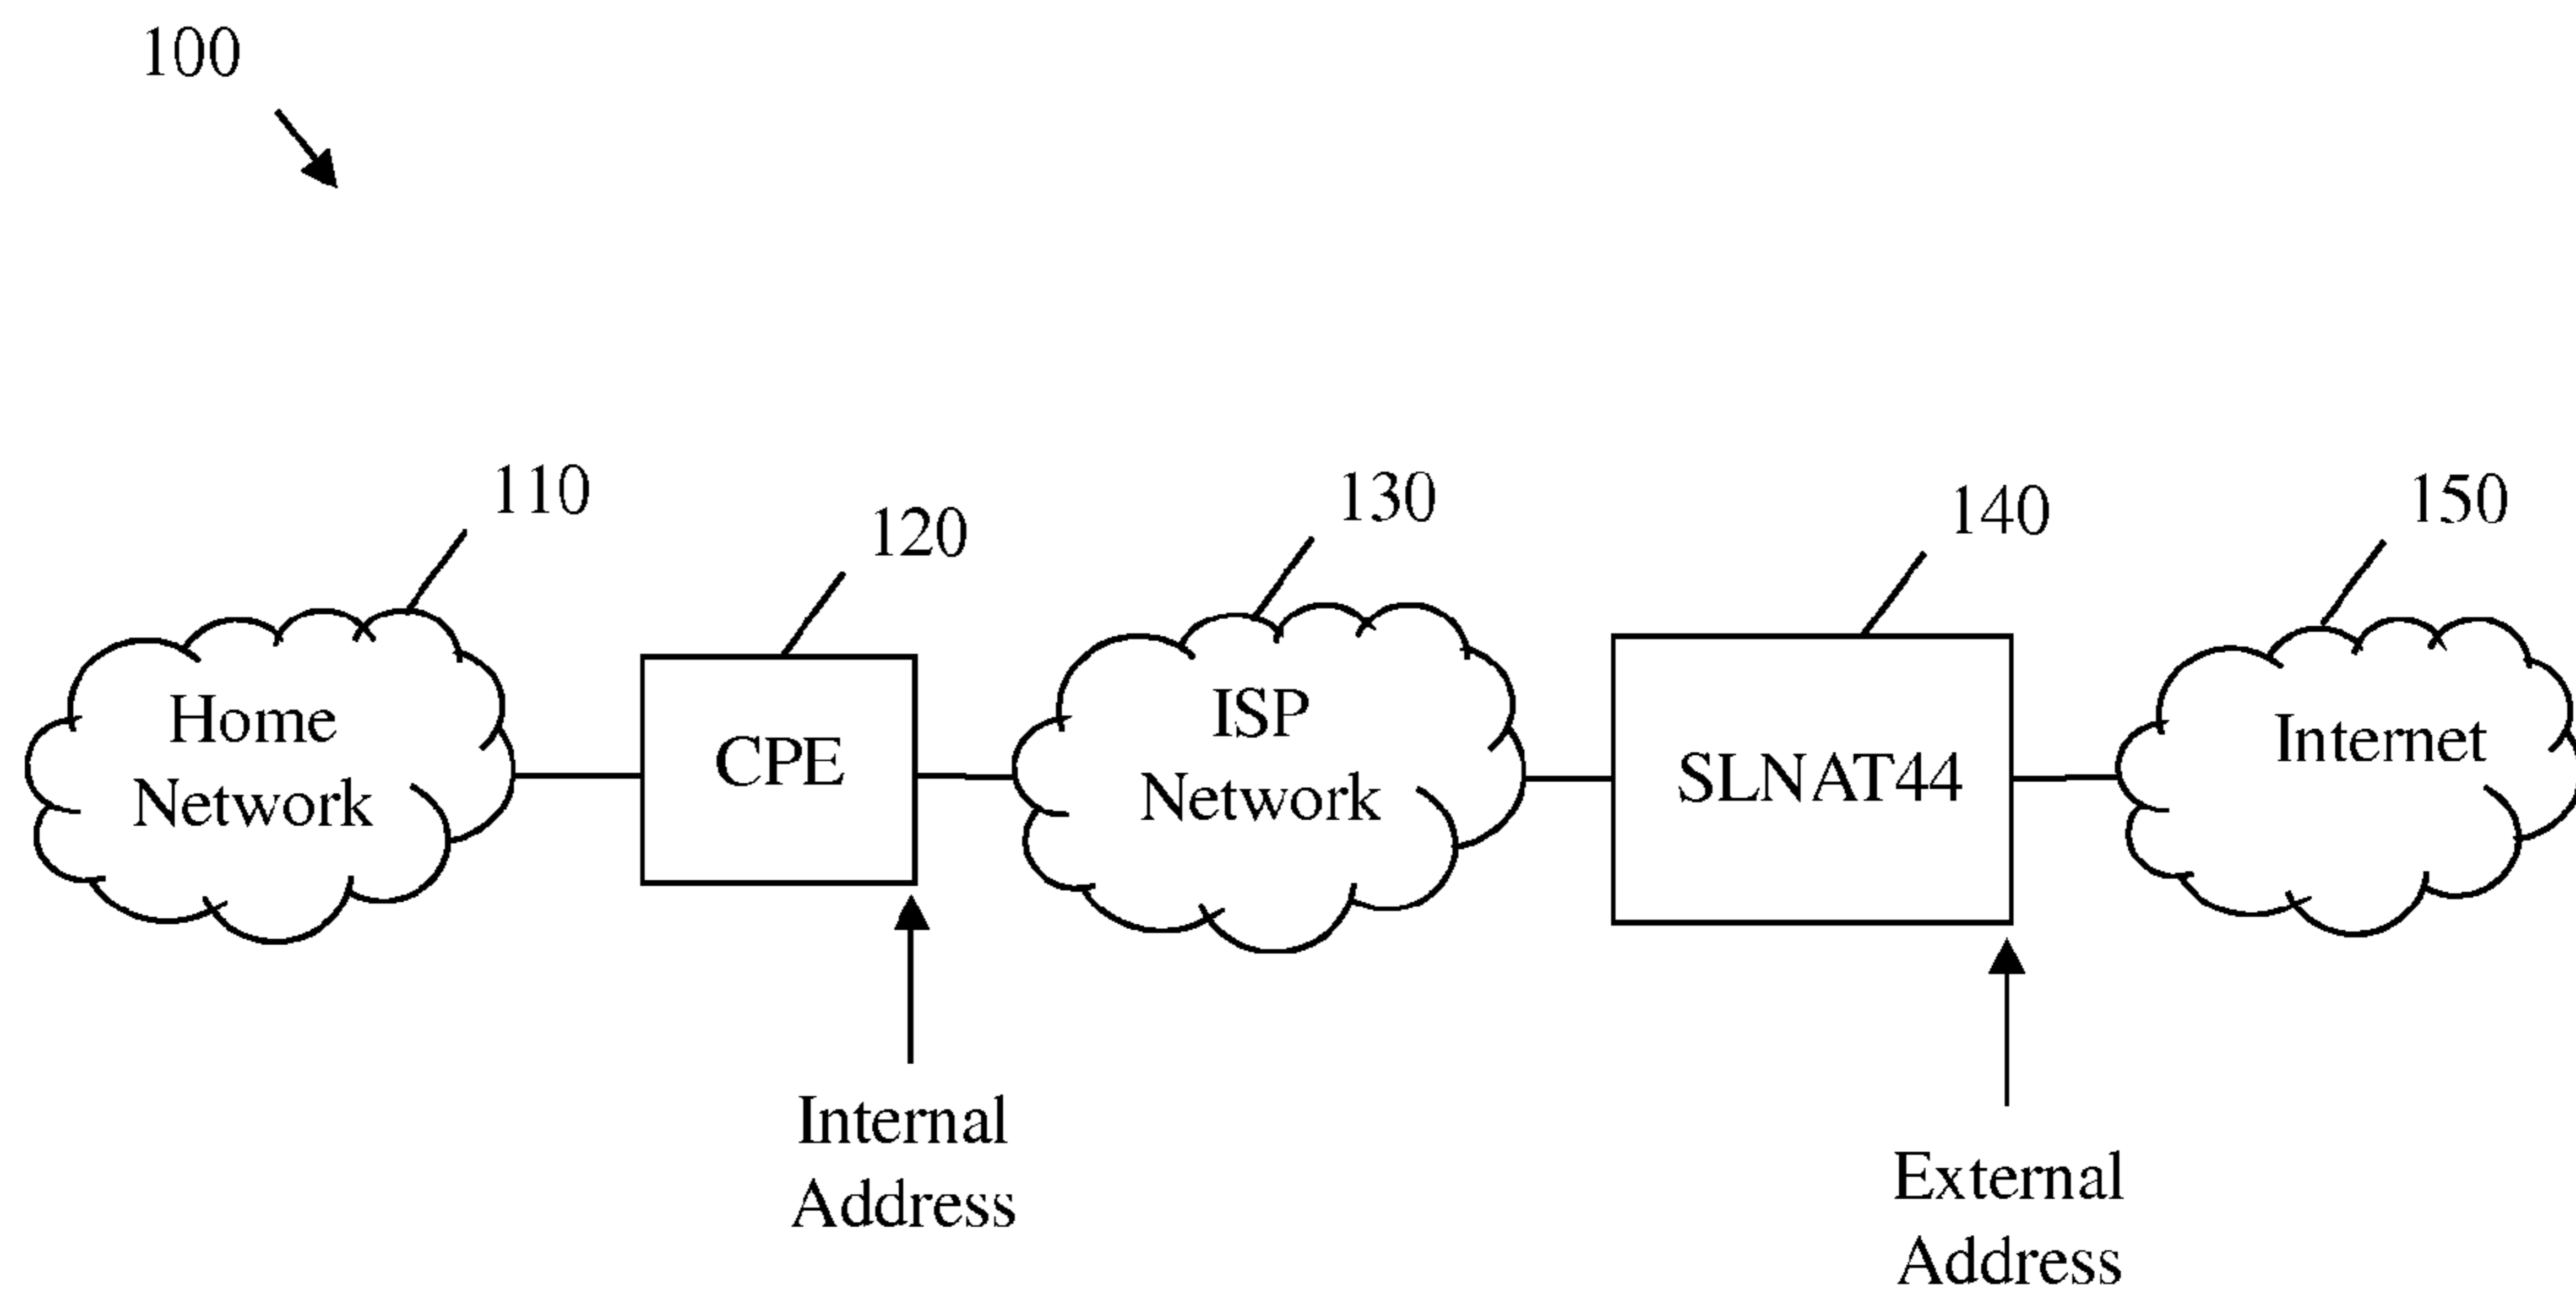 100
110
120
130
140
150
Home
Network
CPE
ISP
Network
SLNAT44
Internet
Internal
Address
External
Address